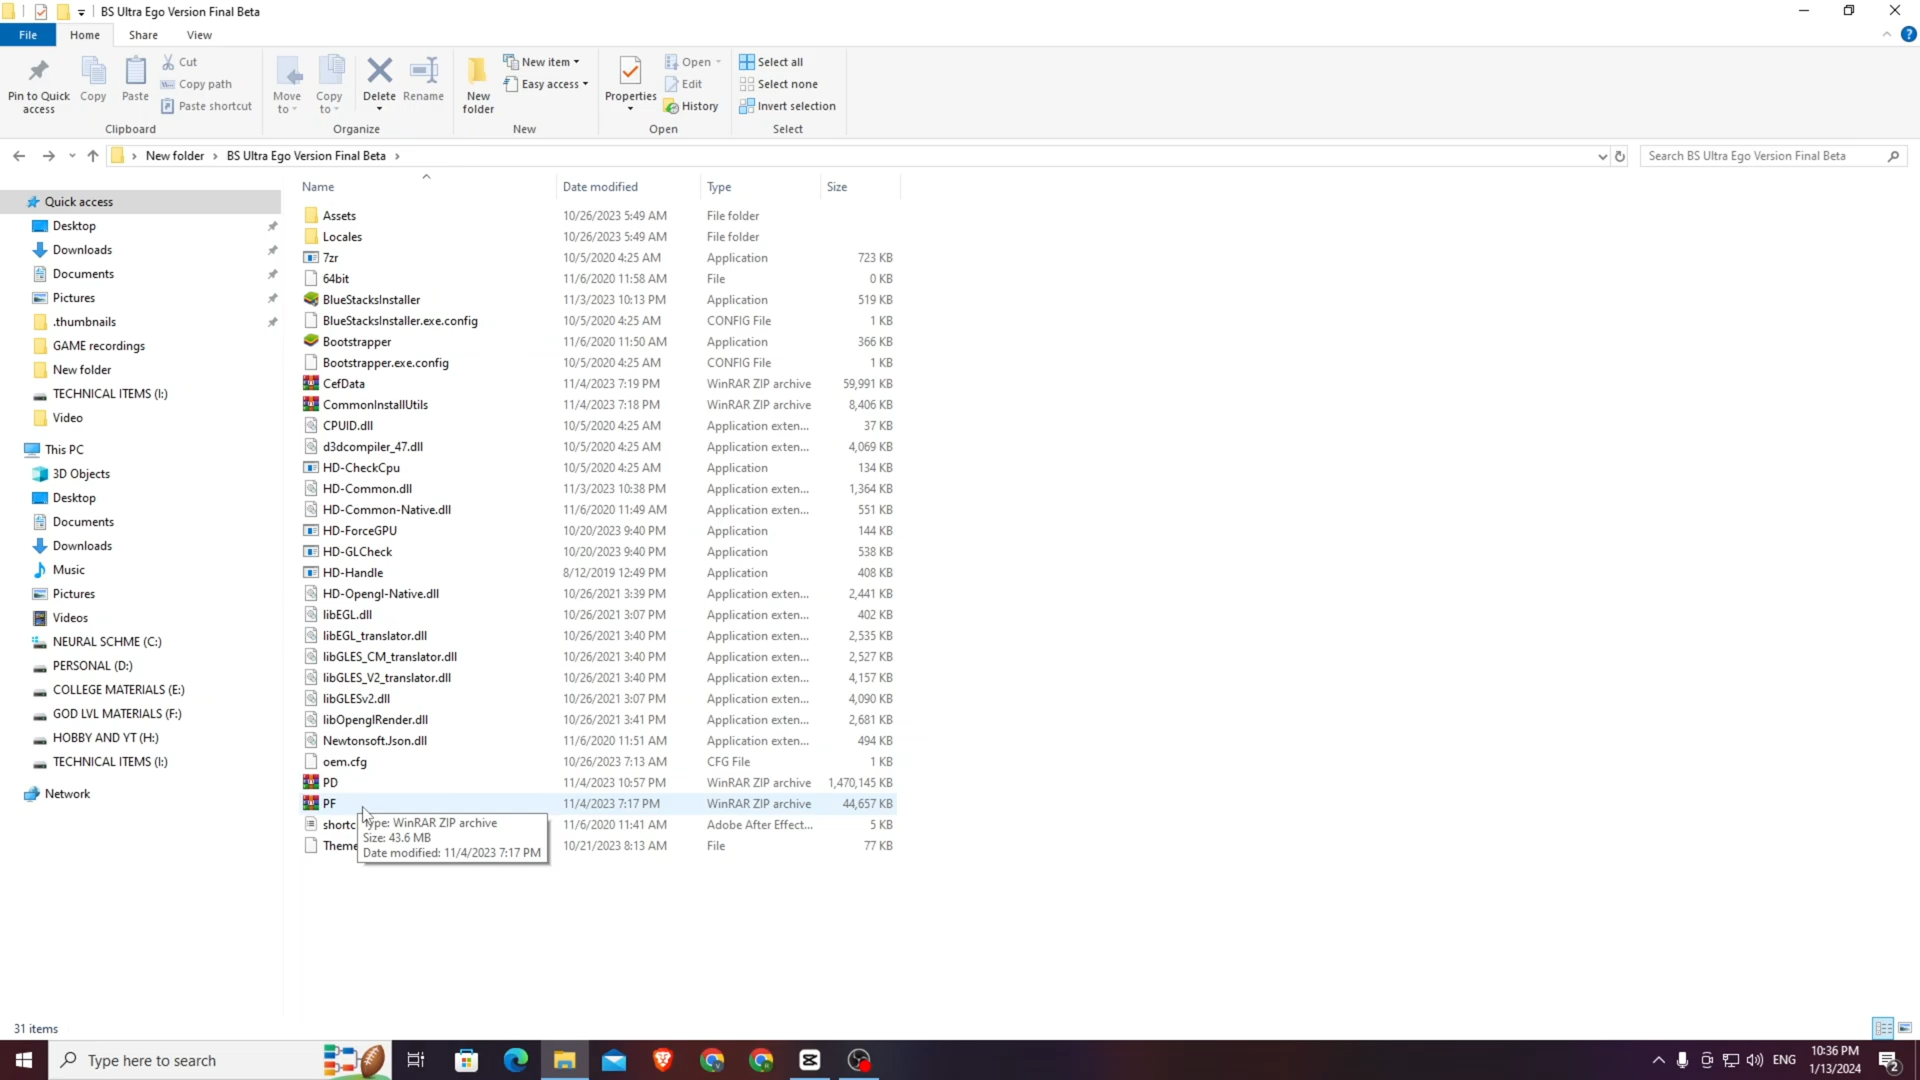 BS Ultra Ego Version Final Beta
File Home Share View
Pin to Quick access
Copy
Paste
Cut
Copy path
Paste shortcut
Clipboard
Move to
Copy to
Delete
Rename
Organize
New folder
New item
Easy access
New
Properties
Open
Edit
History
Open
Select all
Select none
Invert selection
Select
New folder > BS Ultra Ego Version Final Beta >
Search BS Ultra Ego Version Final Beta
Quick access
Desktop
Downloads
Documents
Pictures
.thumbnails
GAME recordings
New folder
TECHNICAL ITEMS (I:)
Video
This PC
3D Objects
Desktop
Documents
Downloads
Music
Pictures
Videos
NEURAL SCHME (C:)
PERSONAL (D:)
COLLEGE MATERIALS (E:)
GOD LVL MATERIALS (F:)
HOBBY AND YT (H:)
TECHNICAL ITEMS (I:)
Network
Name Date modified Type Size
Assets 10/26/2023 5:49 AM File folder
Locales 10/26/2023 5:49 AM File folder
7zr 10/5/2020 4:25 AM Application 723 KB
64bit 11/6/2020 11:58 AM File 0 KB
BlueStacksInstaller 11/3/2023 10:13 PM Application 519 KB
BlueStacksInstaller.exe.config 10/5/2020 4:25 AM CONFIG File 1 KB
Bootstrapper 11/6/2020 11:50 AM Application 366 KB
Bootstrapper.exe.config 10/5/2020 4:25 AM CONFIG File 1 KB
CefData 11/4/2023 7:19 PM WinRAR ZIP archive 59,991 KB
CommonInstallUtils 11/4/2023 7:18 PM WinRAR ZIP archive 8,406 KB
CPUID.dll 10/5/2020 4:25 AM Application exten... 37 KB
d3dcompiler_47.dll 10/5/2020 4:25 AM Application exten... 4,069 KB
HD-CheckCpu 10/5/2020 4:25 AM Application 134 KB
HD-Common.dll 11/3/2023 10:38 PM Application exten... 1,364 KB
HD-Common-Native.dll 11/6/2020 11:49 AM Application exten... 551 KB
HD-ForceGPU 10/20/2023 9:40 PM Application 144 KB
HD-GLCheck 10/20/2023 9:40 PM Application 538 KB
HD-Handle 8/12/2019 12:49 PM Application 408 KB
HD-Opengl-Native.dll 10/26/2021 3:39 PM Application exten... 2,441 KB
libEGL.dll 10/26/2021 3:07 PM Application exten... 402 KB
libEGL_translator.dll 10/26/2021 3:40 PM Application exten... 2,535 KB
libGLES_CM_translator.dll 10/26/2021 3:40 PM Application exten... 2,527 KB
libGLES_V2_translator.dll 10/26/2021 3:40 PM Application exten... 4,157 KB
libGLESv2.dll 10/26/2021 3:07 PM Application exten... 4,090 KB
libOpenglRender.dll 10/26/2021 3:41 PM Application exten... 2,681 KB
Newtonsoft.Json.dll 11/6/2020 11:51 AM Application exten... 494 KB
oem.cfg 10/26/2023 7:13 AM CFG File 1 KB
PD 11/4/2023 10:57 PM WinRAR ZIP archive 1,470,145 KB
PF 11/4/2023 7:17 PM WinRAR ZIP archive 44,657 KB
shortc 11/6/2020 11:41 AM Adobe After Effect... 5 KB
Theme 10/21/2023 8:13 AM File 77 KB
Type: WinRAR ZIP archive
Size: 43.6 MB
Date modified: 11/4/2023 7:17 PM
31 items
Type here to search
ENG
10:36 PM
1/13/2024
2